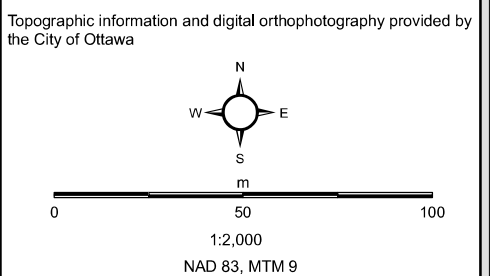 Topographic information and digital orthophotography provided by
the City of Ottawa
N
W E
S
m
0 50 100
1:2,000
NAD 83, MTM 9